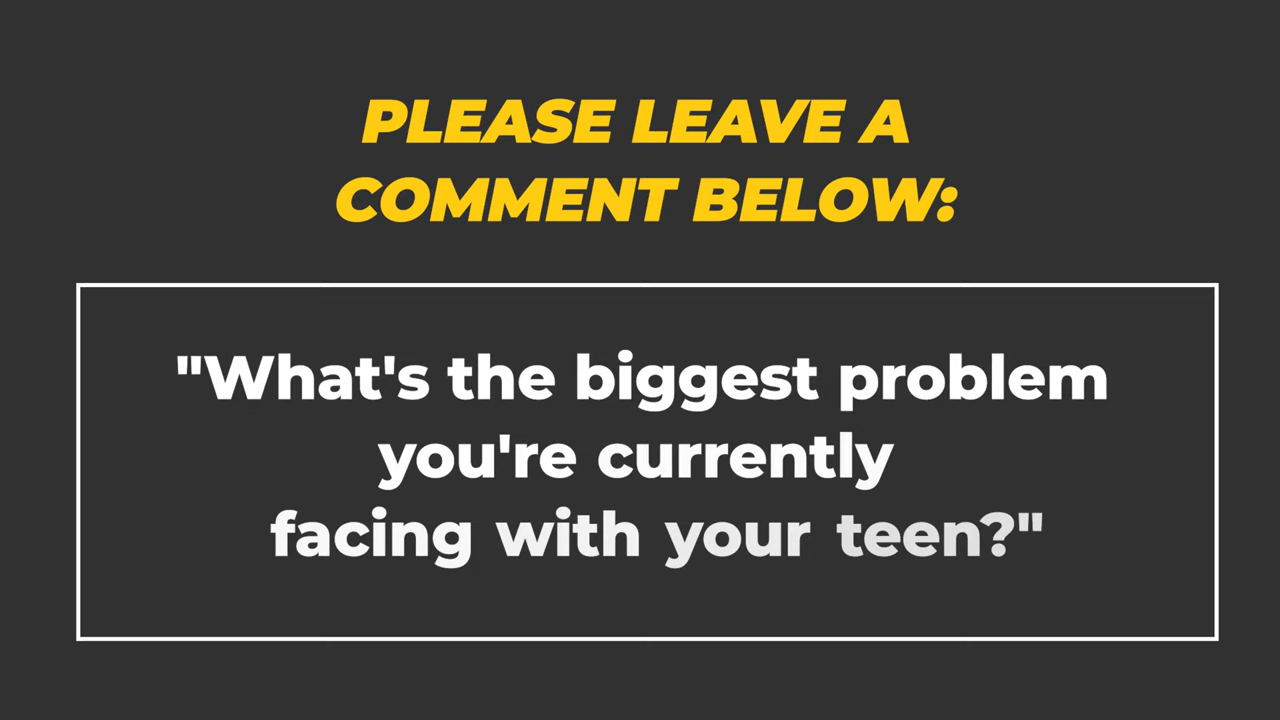 PLEASE LEAVE A
COMMENT BELOW:
"What's the biggest problem
you're currently
facing with your teen?"